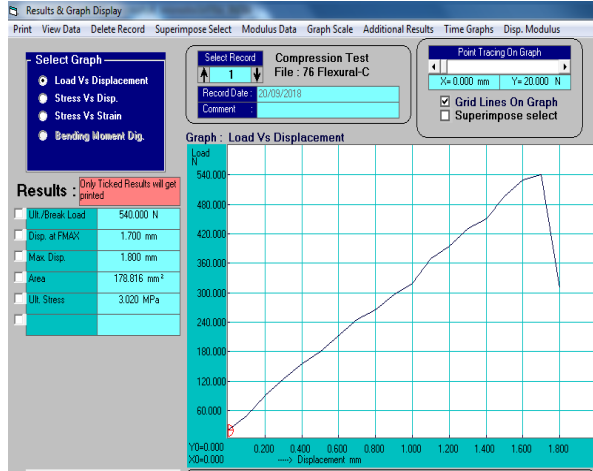 Results & Graph Display
Print View Data Delete Record Superimpose Select Modulus Data Graph Scale Additional Results Time Graphs Disp. Modulus
Select Graph
Load Vs Displacement
Stress Vs Disp.
Stress Vs Strain
Bending Moment Dig.
Select Record
1
Compression Test
File : 76 Flexural-C
Record Date : 20/09/2018
Comment :
Point Tracing On Graph
X= 0.000 mm Y= 20.000 N
Grid Lines On Graph
Superimpose select
Results :
Only Ticked Results will get
printed
Ult./Break Load 540.000 N
Disp. at FMAX 1.700 mm
Max. Disp. 1.800 mm
Area 178.816 mm²
Ult. Stress 3.020 MPa
Graph : Load Vs Displacement
Load
N
540.000
480.000
420.000
360.000
300.000
240.000
180.000
120.000
60.000
Y0=0.000
X0=0.000
0.200 0.400 0.600 0.800 1.000 1.200 1.400 1.600 1.800
----> Displacement mm